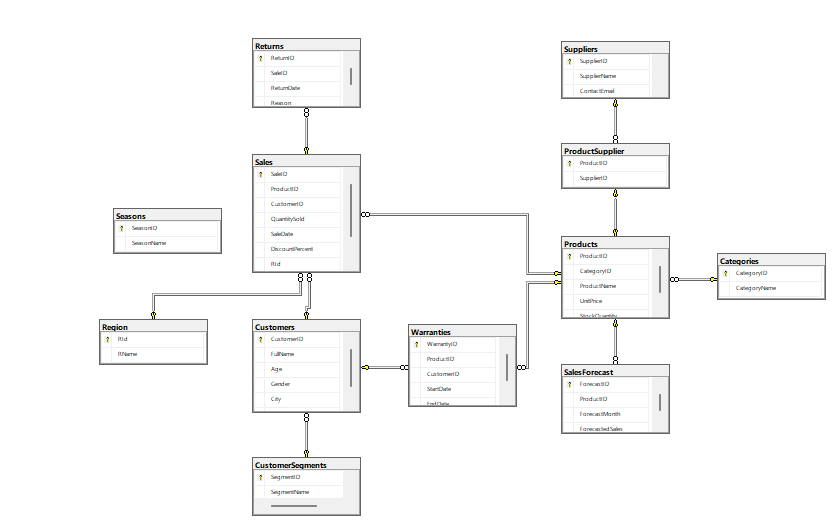 Returns
ReturnID
SaleID
ReturnDate
Reason
Suppliers
SupplierID
SupplierName
ContactEmail
ProductSupplier
ProductID
SupplierID
Sales
SaleID
ProductID
CustomerID
QuantitySold
SaleDate
DiscountPercent
RId
Seasons
SeasonID
SeasonName
Products
ProductID
CategoryID
ProductName
UnitPrice
StockQuantity
Categories
CategoryID
CategoryName
Region
RId
RName
Customers
CustomerID
FullName
Age
Gender
City
Warranties
WarrantyID
ProductID
CustomerID
StartDate
EndDate
SalesForecast
ForecastID
ProductID
ForecastMonth
ForecastedSales
CustomerSegments
SegmentID
SegmentName